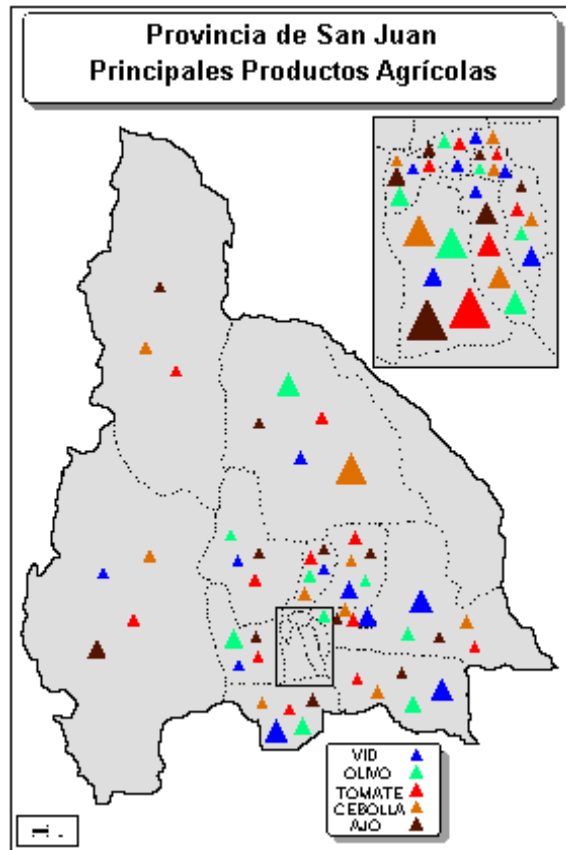 Provincia de San Juan
Principales Productos Agrícolas
VID
OLIVO
TOMATE
CEBOLLA
AJO